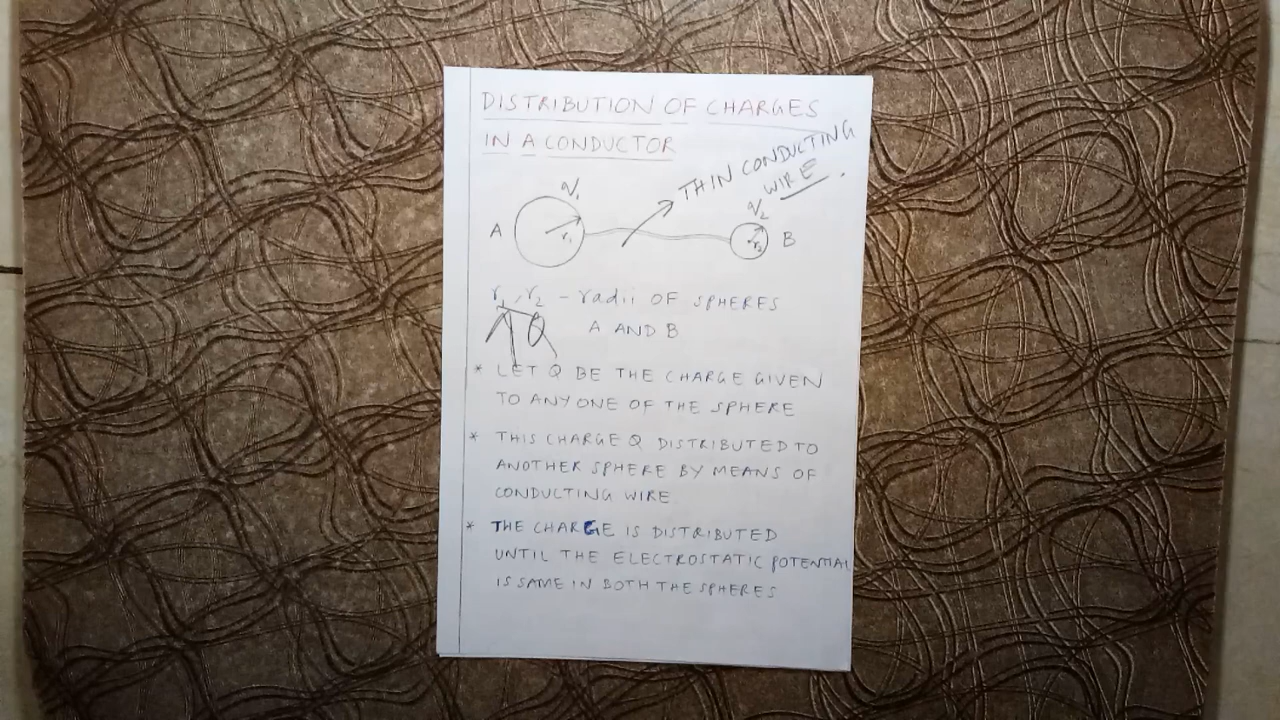 DISTRIBUTION OF CHARGES
IN A CONDUCTOR
THIN CONDUCTING
WIRE
A q1 r1
q2 r2 B
r1, r2 - radii OF SPHERES
A AND B
* LET Q BE THE CHARGE GIVEN
TO ANYONE OF THE SPHERE
* THIS CHARGE Q DISTRIBUTED TO
ANOTHER SPHERE BY MEANS OF
CONDUCTING WIRE
* THE CHARGE IS DISTRIBUTED
UNTIL THE ELECTROSTATIC POTENTIAL
IS SAME IN BOTH THE SPHERES